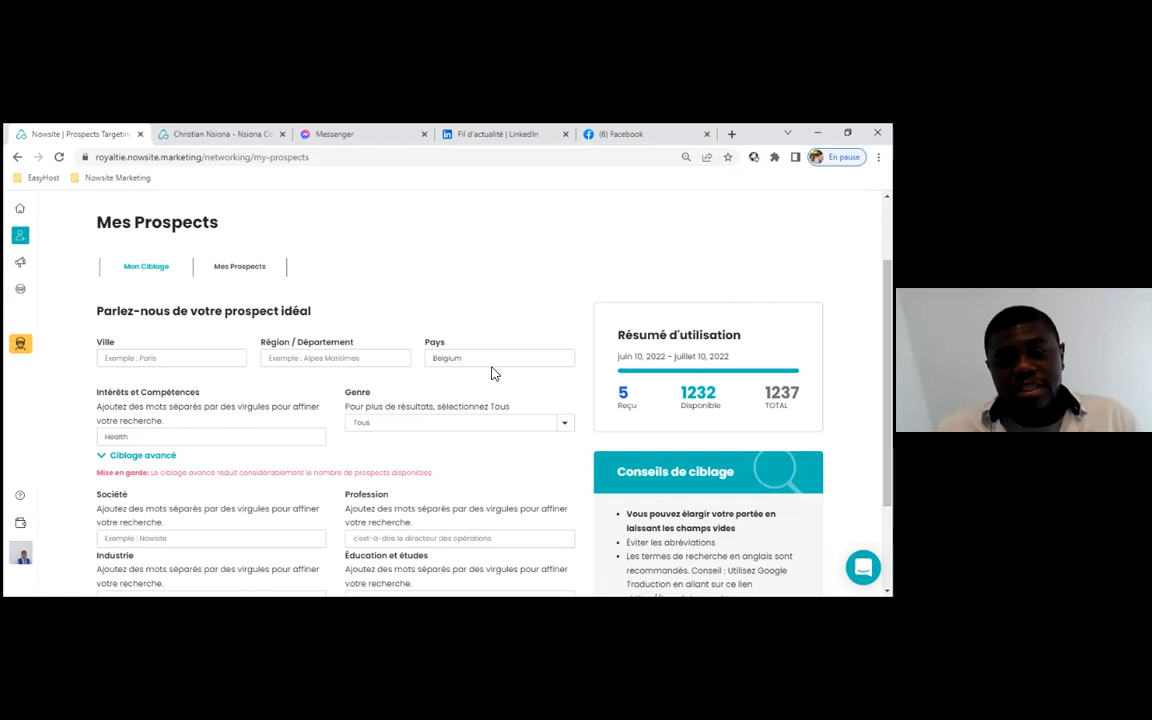 Nowsite | Prospects Targetin
Christian Nsiona - Nsiona Co
Messenger
Fil d'actualité | LinkedIn
(6) Facebook
royaltie.nowsite.marketing/networking/my-prospects
En pause
EasyHost
Nowsite Marketing
Mes Prospects
Mon Ciblage
Mes Prospects
Parlez-nous de votre prospect idéal
Ville
Région / Département
Pays
Exemple : Paris
Exemple : Alpes Maritimes
Belgium
Intérêts et Compétences
Ajoutez des mots séparés par des virgules pour affiner
votre recherche.
Health
Genre
Pour plus de résultats, sélectionnez Tous
Tous
Ciblage avancé
Mise en garde: Le ciblage avancé réduit considérablement le nombre de prospects disponibles
Société
Ajoutez des mots séparés par des virgules pour affiner
votre recherche.
Exemple : Nowsite
Profession
Ajoutez des mots séparés par des virgules pour affiner
votre recherche.
c'est-à-dire le directeur des opérations
Industrie
Ajoutez des mots séparés par des virgules pour affiner
votre recherche.
Éducation et études
Ajoutez des mots séparés par des virgules pour affiner
votre recherche.
Résumé d'utilisation
juin 10, 2022 - juillet 10, 2022
5
1232
1237
Reçu
Disponible
TOTAL
Conseils de ciblage
Vous pouvez élargir votre portée en
laissant les champs vides
Éviter les abréviations
Les termes de recherche en anglais sont
recommandés. Conseil : Utilisez Google
Traduction en allant sur ce lien